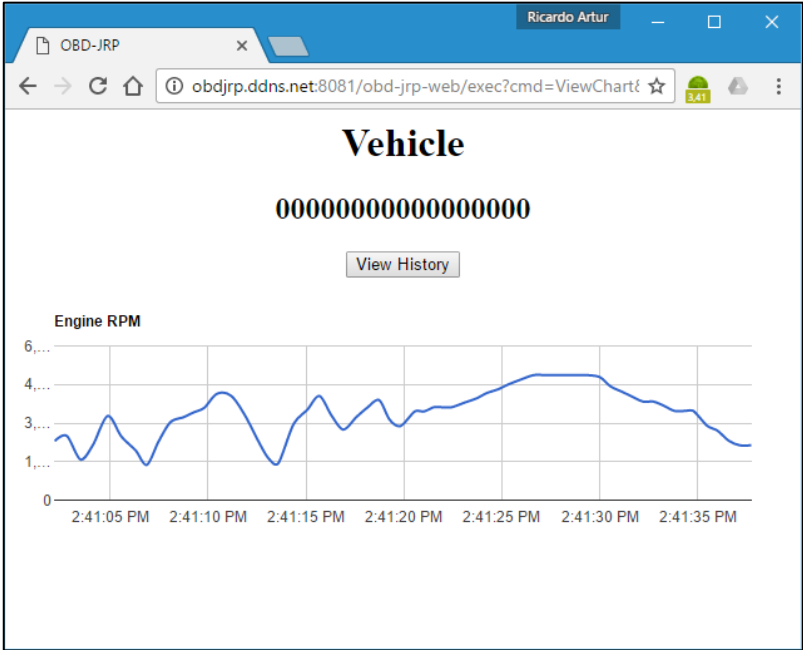 Ricardo Artur
OBD-JRP
obdjrp.ddns.net:8081/obd-jrp-web/exec?cmd=ViewChart&
3,41
Vehicle
00000000000000000
View History
Engine RPM
6,...
4,...
3,...
1,...
0
2:41:05 PM 2:41:10 PM 2:41:15 PM 2:41:20 PM 2:41:25 PM 2:41:30 PM 2:41:35 PM